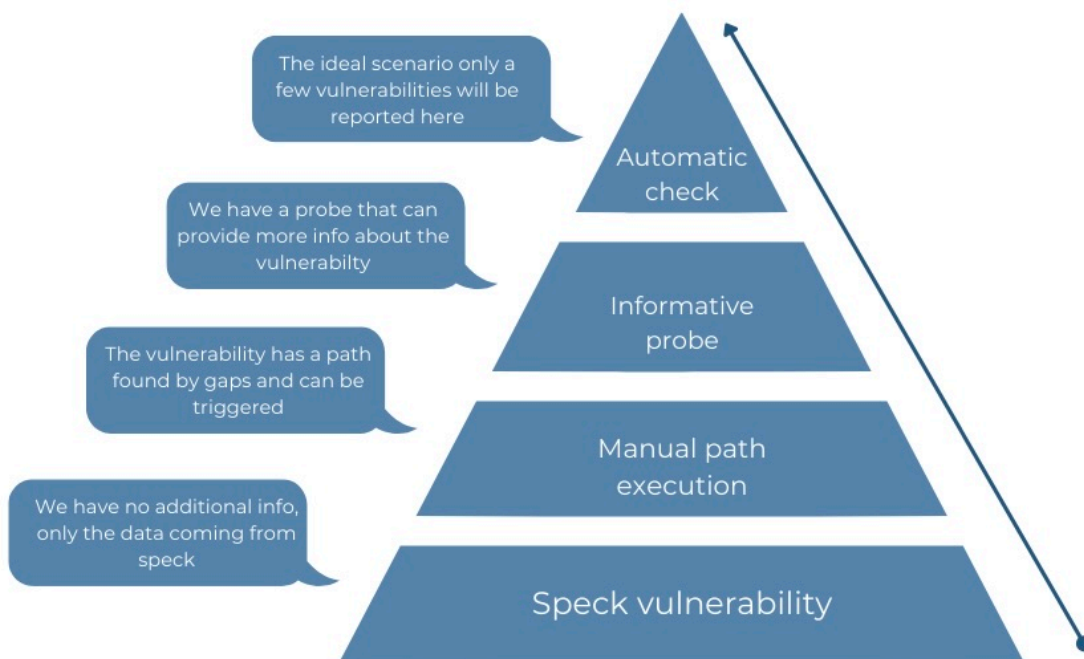 The ideal scenario only a
few vulnerabilities will be
reported here
Automatic
check
We have a probe that can
provide more info about the
vulnerabilty
Informative
probe
The vulnerability has a path
found by gaps and can be
triggered
Manual path
execution
We have no additional info,
only the data coming from
speck
Speck vulnerability